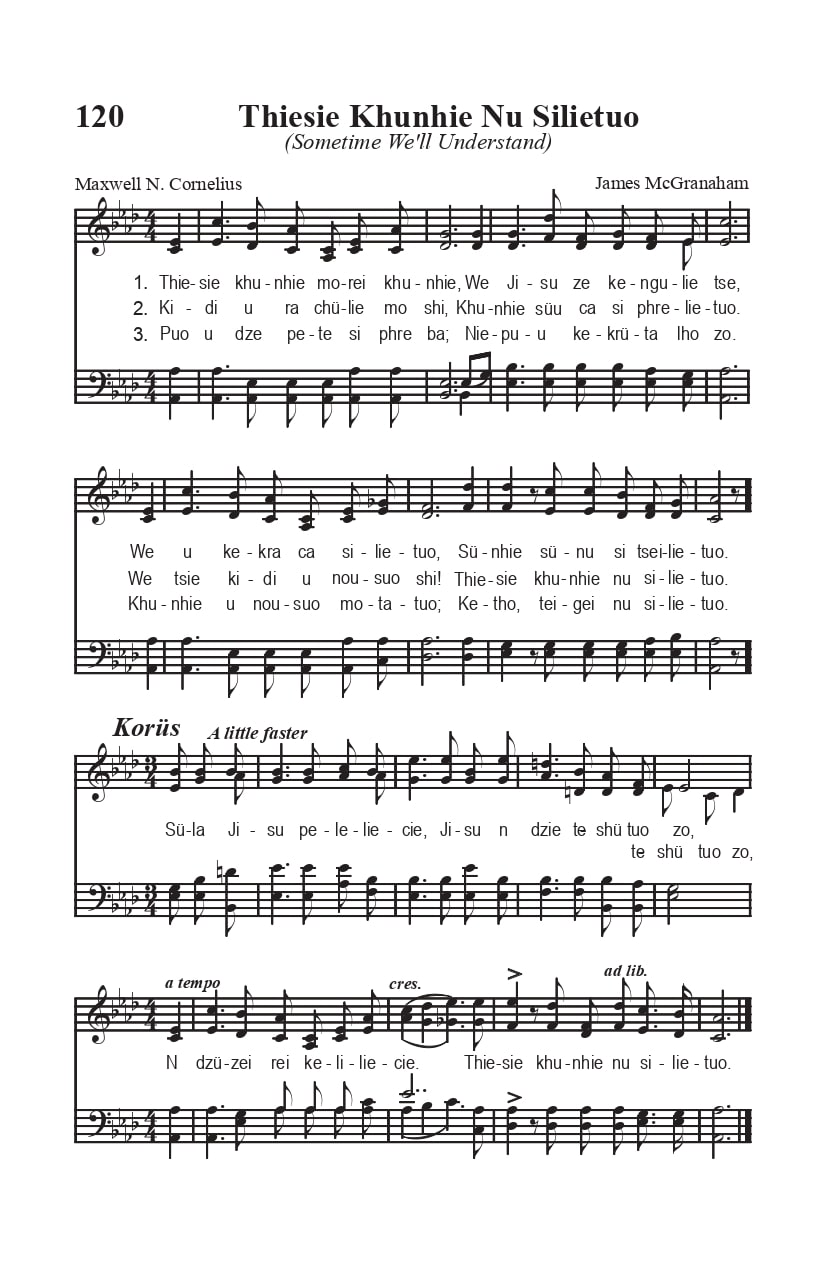 120 Thiesie Khunhie Nu Silietuo
(Sometime We'll Understand)
Maxwell N. Cornelius James McGranaham
1. Thie-sie khu-nhie mo-rei khu-nhie, We Ji-su ze ke-ngu-lie tse,
2. Ki-di u ra chü-lie mo shi, Khu-nhie süu ca si phre-lie-tuo.
3. Puo u dze pe-te si phre ba; Nie-pu-u ke-krü-ta lho zo.
We u ke-kra ca si-lie-tuo, Sü-nhie sü-nu si tsei-lie-tuo.
We tsie ki-di u nou-suo shi! Thie-sie khu-nhie nu si-lie-tuo.
Khu-nhie u nou-suo mo-ta-tuo; Ke-tho, tei-gei nu si-lie-tuo.
Korüs A little faster
Sü-la Ji-su pe-le-lie-cie, Ji-su n dzie te shü tuo zo,
te shü tuo zo,
a tempo cres. ad lib.
N dzü-zei rei ke-li-lie-cie. Thie-sie khu-nhie nu si-lie-tuo.